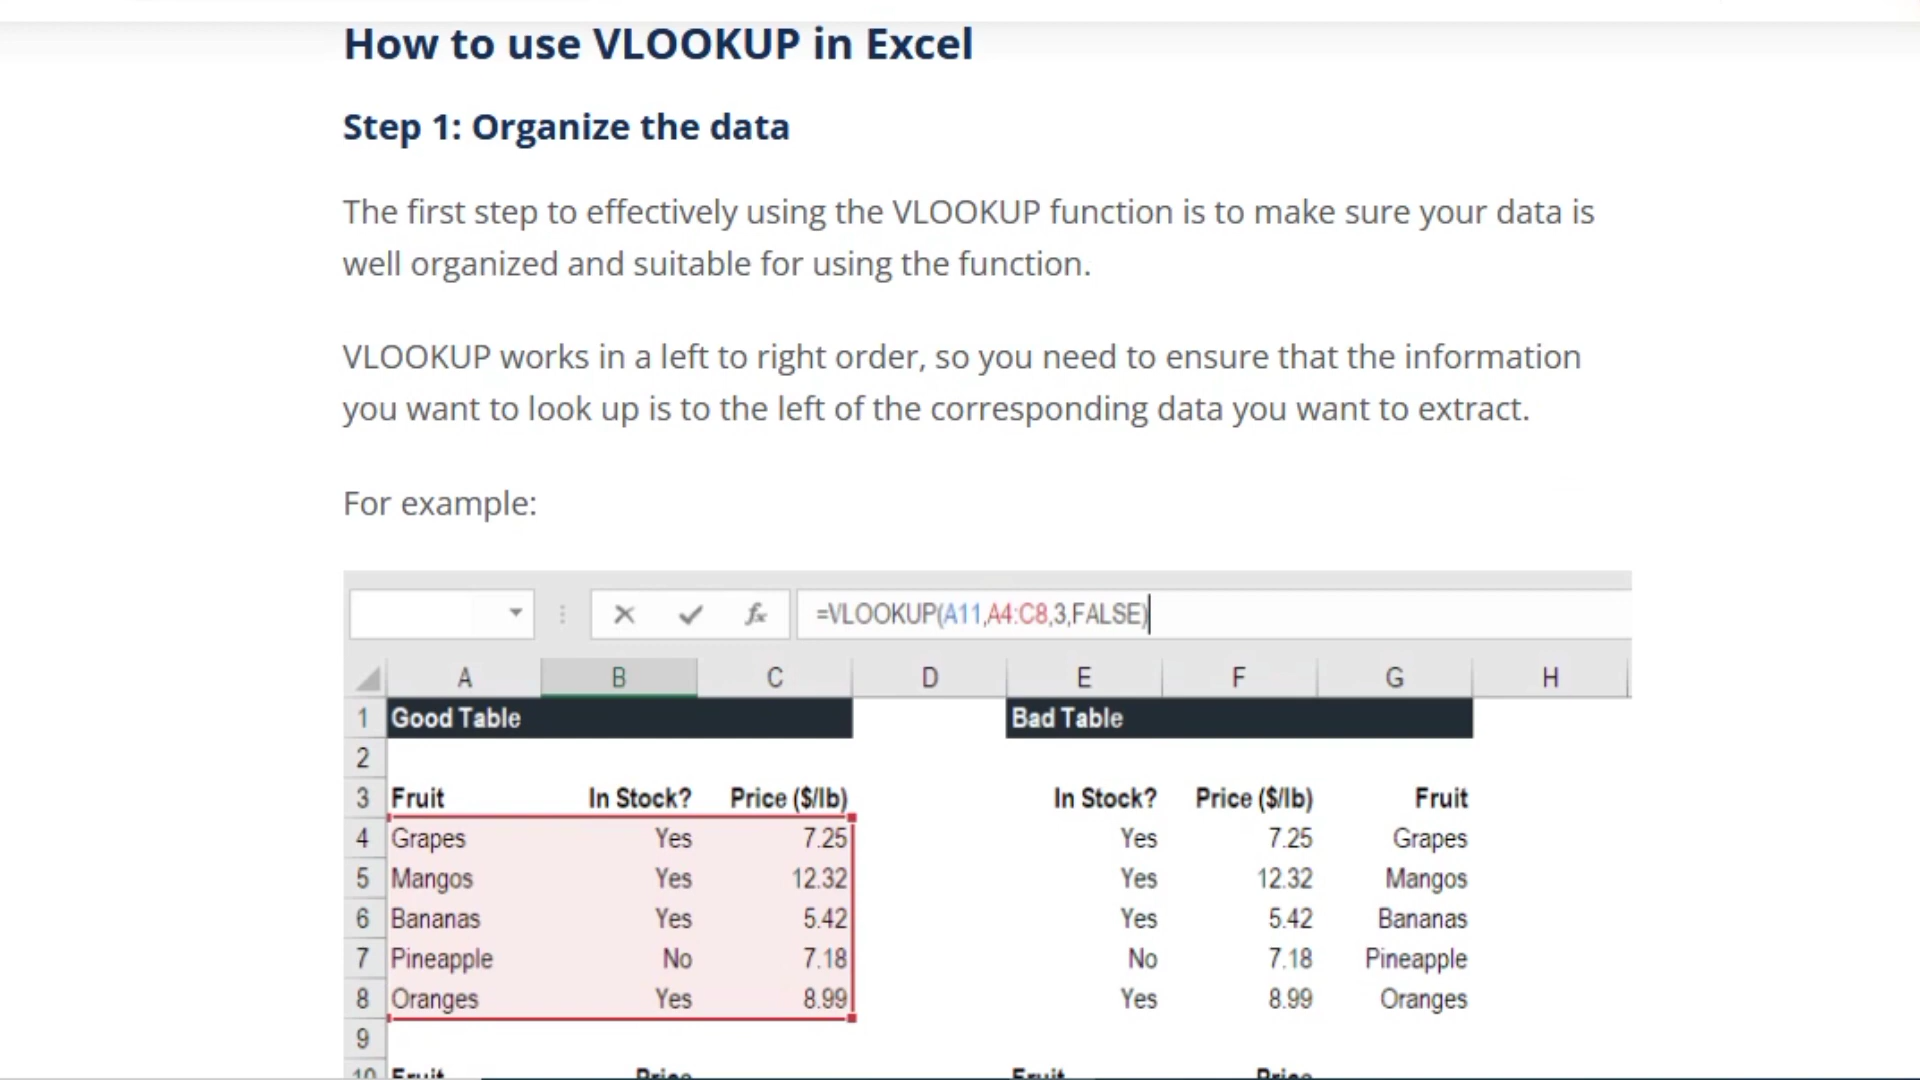 How to use VLOOKUP in Excel
Step 1: Organize the data
The first step to effectively using the VLOOKUP function is to make sure your data is
well organized and suitable for using the function.
VLOOKUP works in a left to right order, so you need to ensure that the information
you want to look up is to the left of the corresponding data you want to extract.
For example:
fx =VLOOKUP(A11,A4:C8,3,FALSE)
A B C D E F G H
1 Good Table Bad Table
2
3 Fruit In Stock? Price ($/lb) In Stock? Price ($/lb) Fruit
4 Grapes Yes 7.25 Yes 7.25 Grapes
5 Mangos Yes 12.32 Yes 12.32 Mangos
6 Bananas Yes 5.42 Yes 5.42 Bananas
7 Pineapple No 7.18 No 7.18 Pineapple
8 Oranges Yes 8.99 Yes 8.99 Oranges
9
10 Fruit Price Fruit Price